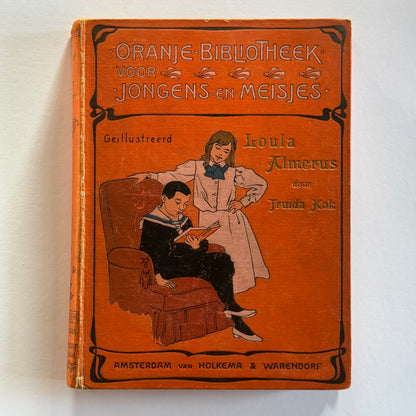 ORANJE-BIBLIOTHEEK
VOOR
JONGENS EN MEISJES
Geïllustreerd
Loula
Almerus
door
Truida Kok
AMSTERDAM VAN HOLKEMA & WARENDORF